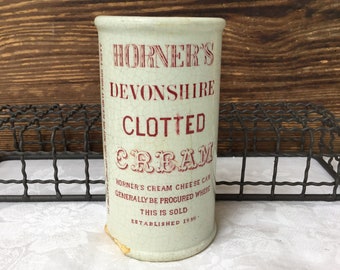 HORNER'S
DEVONSHIRE
CLOTTED
CREAM
HORNER'S CREAM CHEESE CAN
GENERALLY BE PROCURED WHERE
THIS IS SOLD
ESTABLISHED